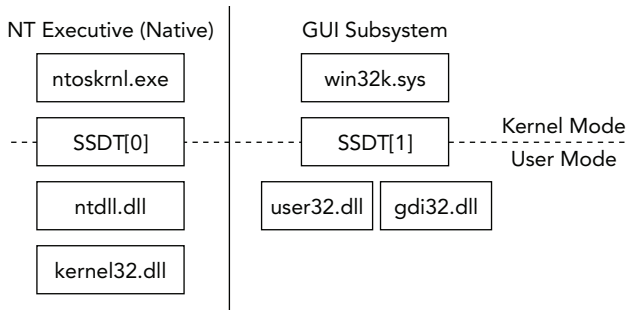 NT Executive (Native)
GUI Subsystem
ntoskrnl.exe
win32k.sys
SSDT[0]
SSDT[1]
Kernel Mode
User Mode
ntdll.dll
user32.dll
gdi32.dll
kernel32.dll